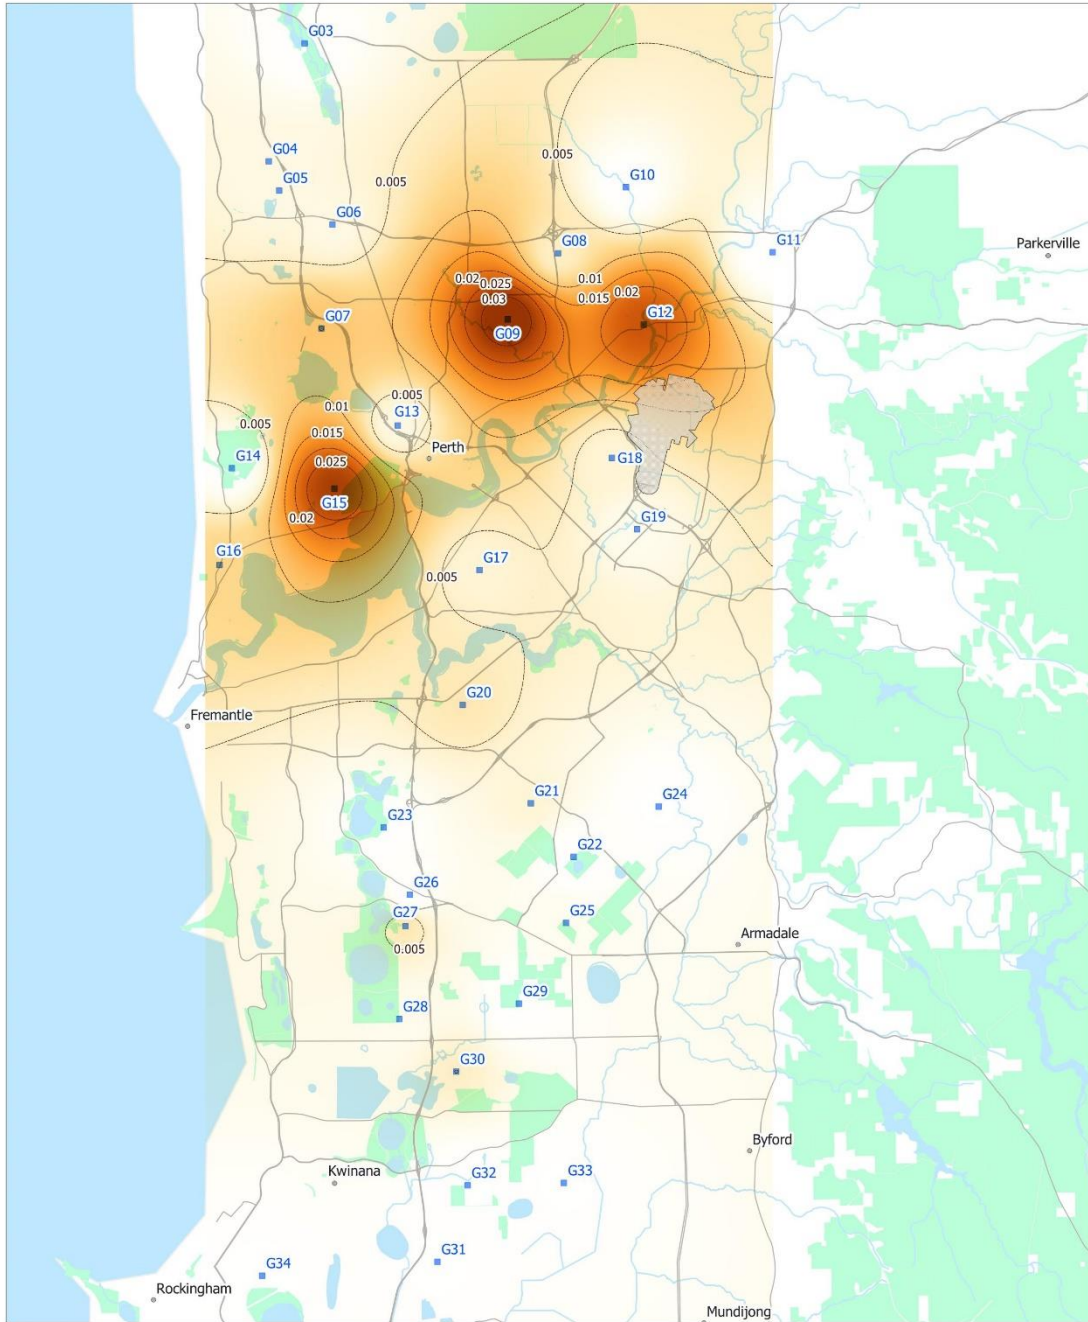 G03
G04
0.005
G05
0.005
G10
G06
G08
G11
Parkerville
0.02
0.025
0.01
0.02
0.03
0.015
G07
G09
G12
0.005
0.01
G13
0.005
0.015
Perth
0.025
G14
G18
G15
0.02
G19
G16
G17
0.005
G20
Fremantle
G21
G24
G23
G22
G26
G25
G27
0.005
Armadale
G29
G28
G30
Byford
Kwinana
G32
G33
G31
G34
Rockingham
Mundijong